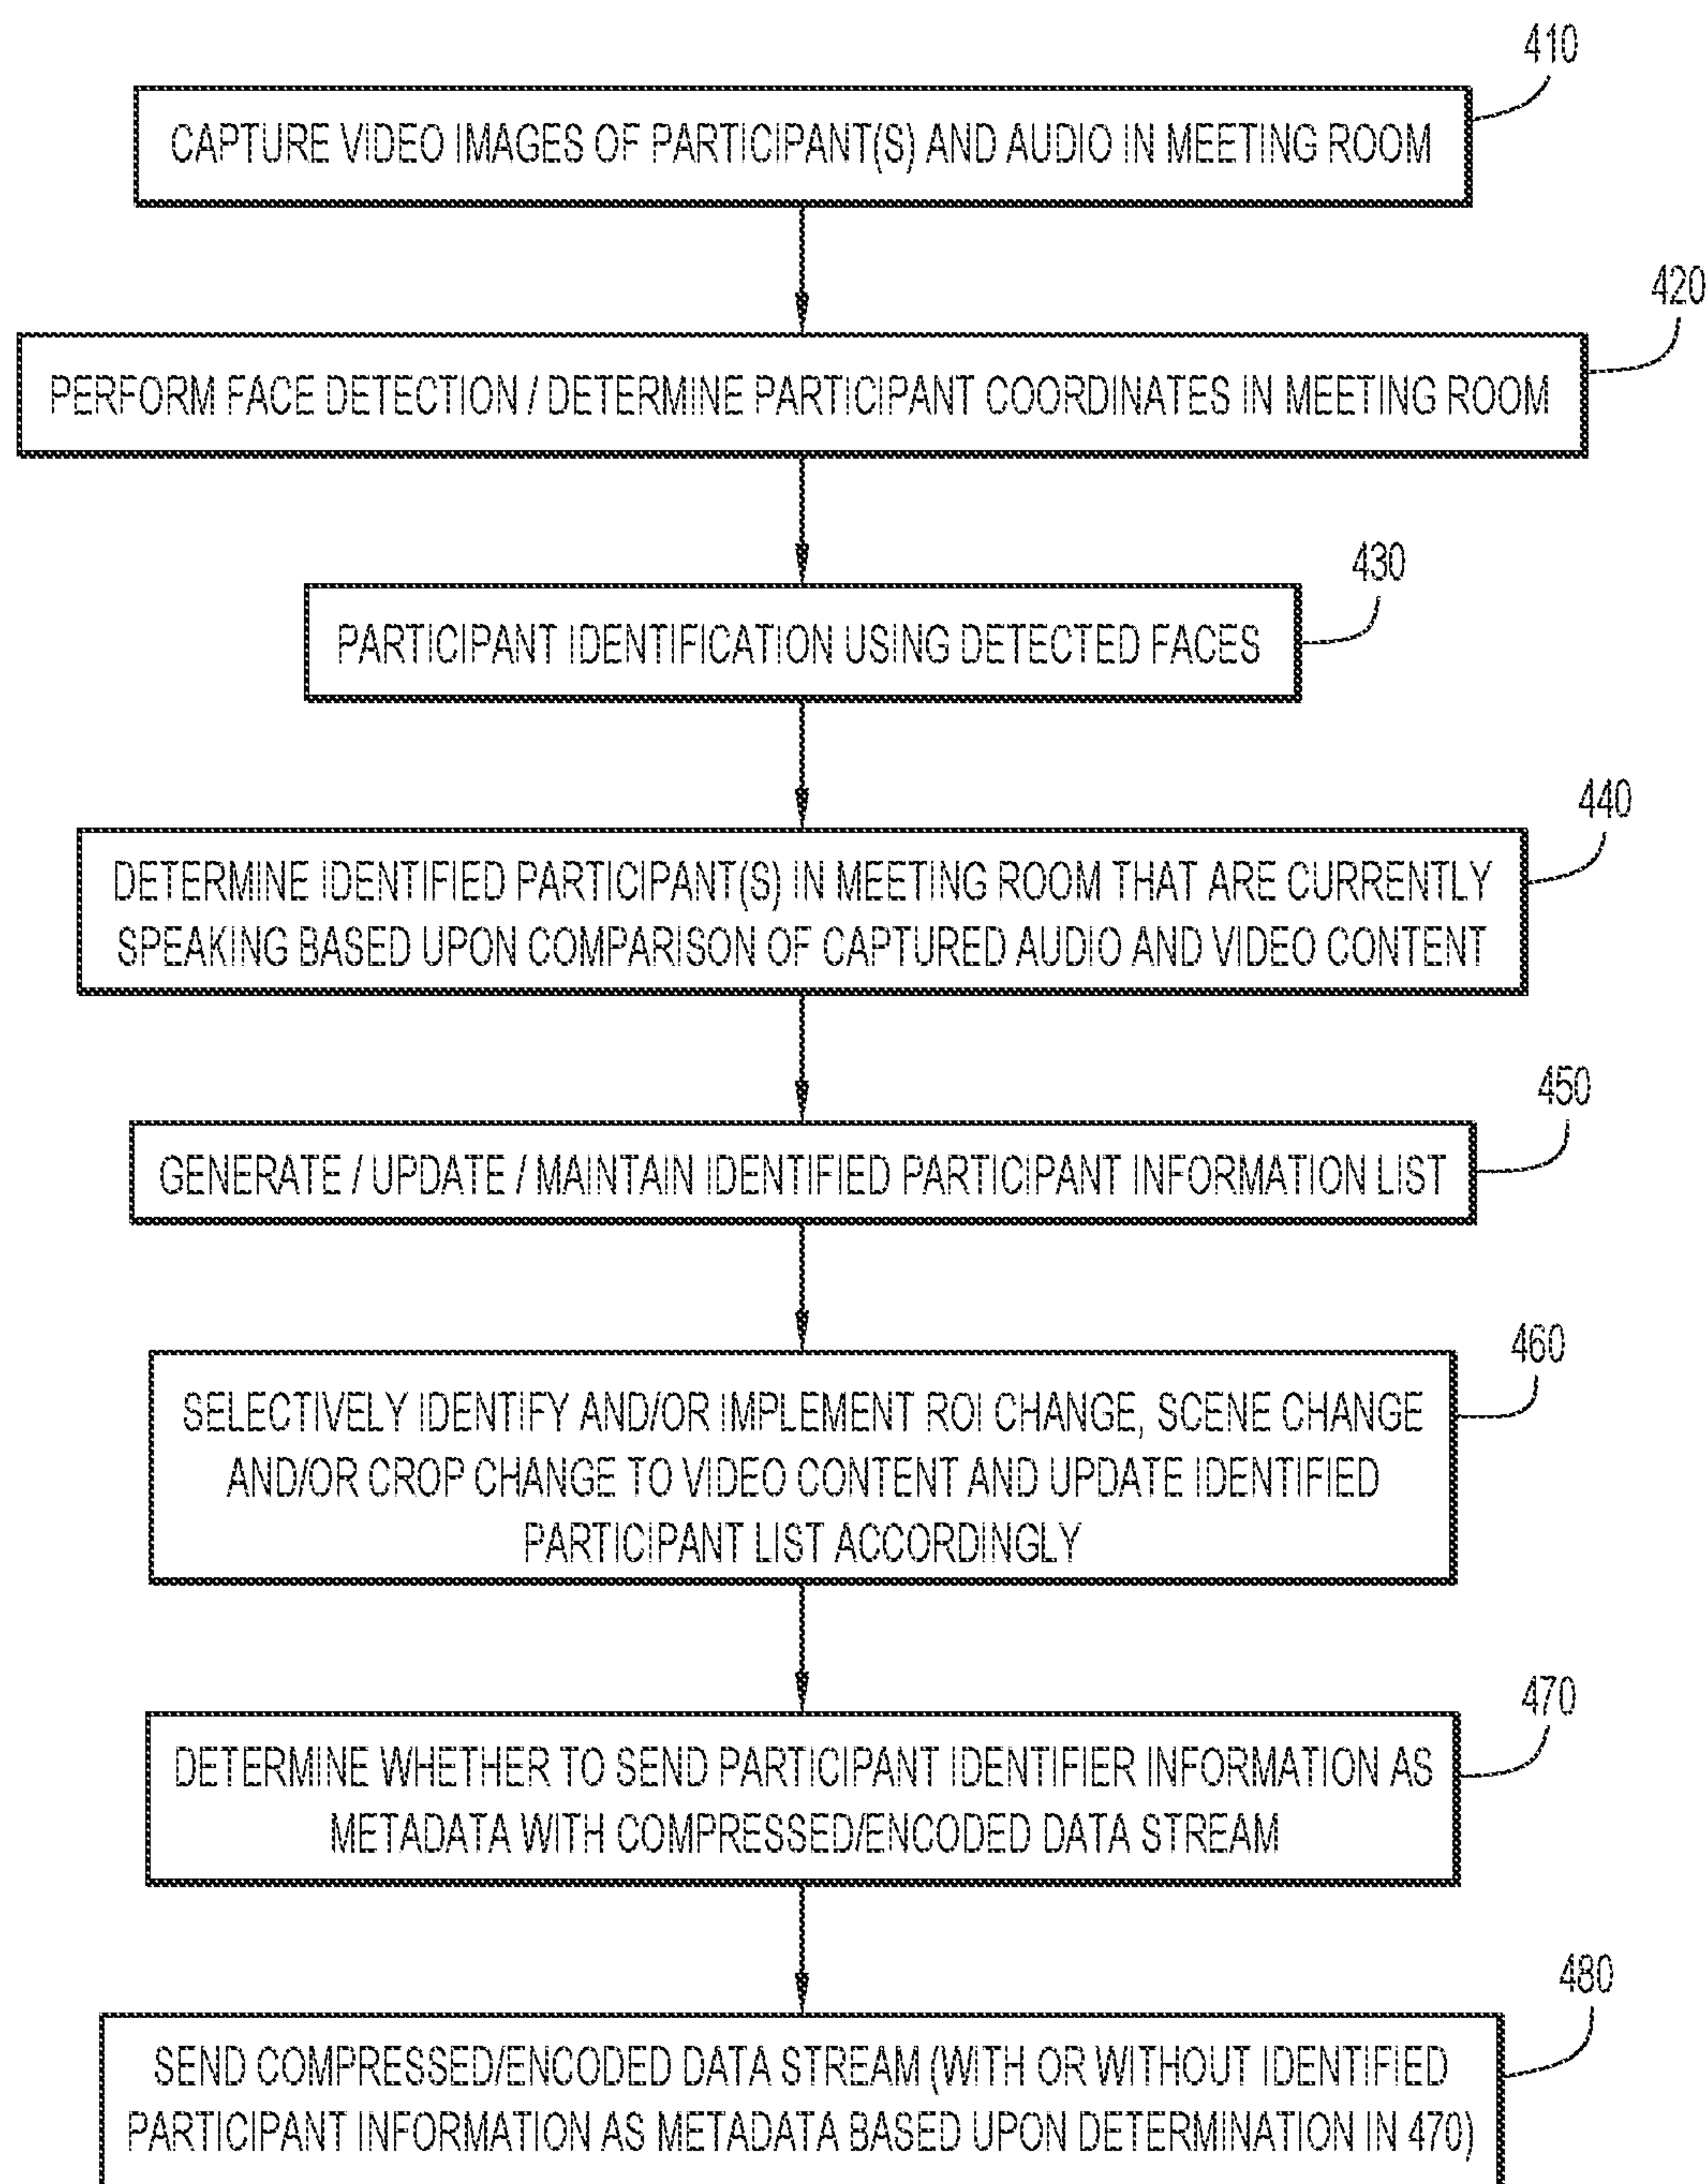 410
CAPTURE VIDEO IMAGES OF PARTICIPANT(S) AND AUDIO IN MEETING ROOM
420
PERFORM FACE DETECTION / DETERMINE PARTICIPANT COORDINATES IN MEETING ROOM
430
PARTICIPANT IDENTIFICATION USING DETECTED FACES
440
DETERMINE IDENTIFIED PARTICIPANT(S) IN MEETING ROOM THAT ARE CURRENTLY
SPEAKING BASED UPON COMPARISON OF CAPTURED AUDIO AND VIDEO CONTENT
450
GENERATE / UPDATE / MAINTAIN IDENTIFIED PARTICIPANT INFORMATION LIST
460
SELECTIVELY IDENTIFY AND/OR IMPLEMENT ROI CHANGE, SCENE CHANGE
AND/OR CROP CHANGE TO VIDEO CONTENT AND UPDATE IDENTIFIED
PARTICIPANT LIST ACCORDINGLY
470
DETERMINE WHETHER TO SEND PARTICIPANT IDENTIFIER INFORMATION AS
METADATA WITH COMPRESSED/ENCODED DATA STREAM
480
SEND COMPRESSED/ENCODED DATA STREAM (WITH OR WITHOUT IDENTIFIED
PARTICIPANT INFORMATION AS METADATA BASED UPON DETERMINATION IN 470)